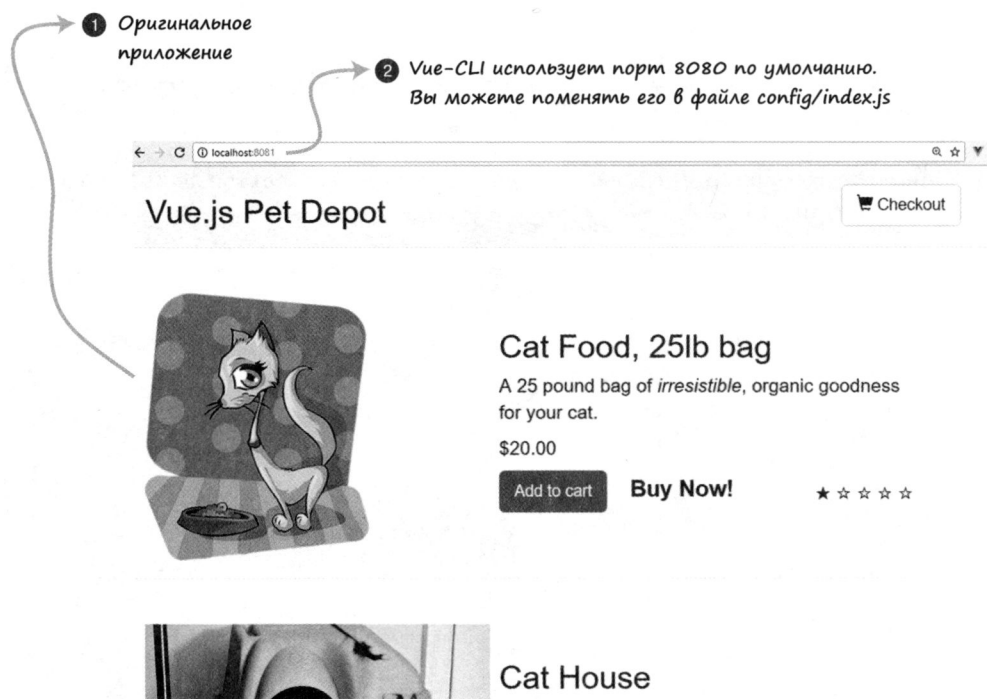 1 Оригинальное
приложение
2 Vue-CLI использует порт 8080 по умолчанию.
Вы можете поменять его в файле config/index.js
localhost:8081
Vue.js Pet Depot
Checkout
Cat Food, 25lb bag
A 25 pound bag of irresistible, organic goodness
for your cat.
$20.00
Add to cart Buy Now! ★ ☆ ☆ ☆ ☆
Cat House